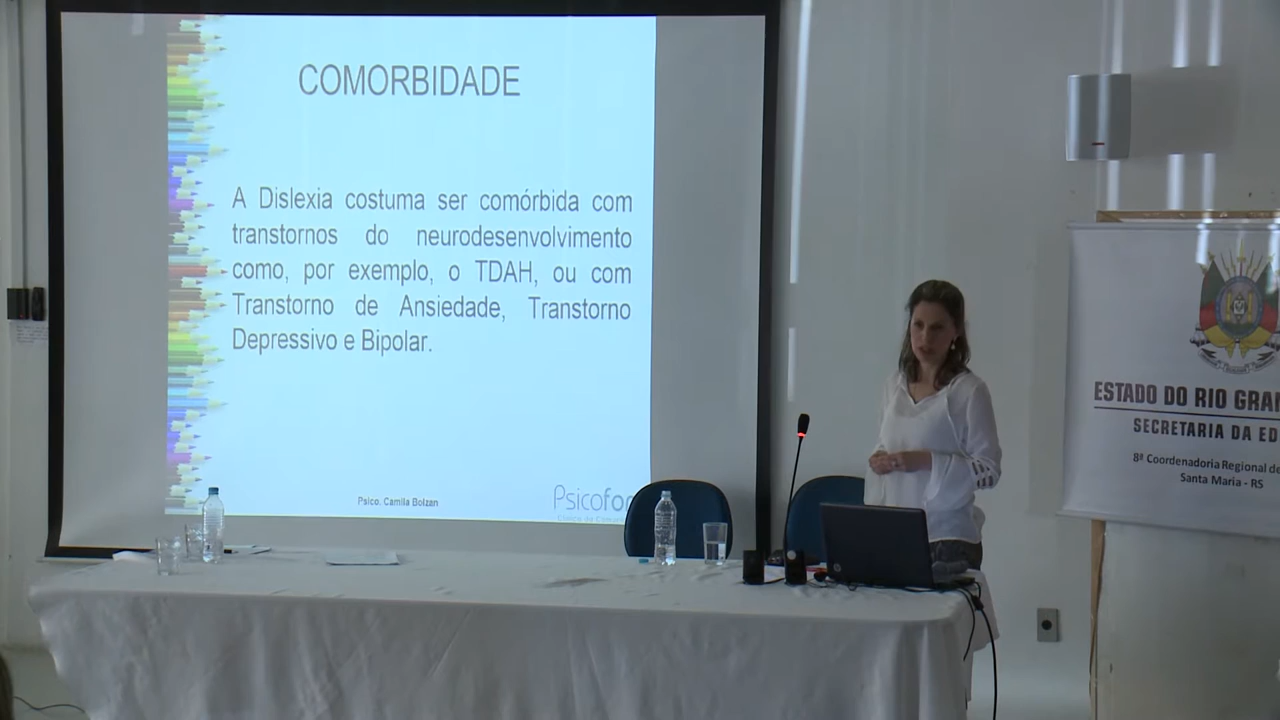 COMORBIDADE
A Dislexia costuma ser comórbida com
transtornos do neurodesenvolvimento
como, por exemplo, o TDAH, ou com
Transtorno de Ansiedade, Transtorno
Depressivo e Bipolar.
Psico. Camila Bolzan
Psicofo
ESTADO DO RIO GRAN
SECRETARIA DA ED
8ª Coordenadoria Regional de
Santa Maria - RS